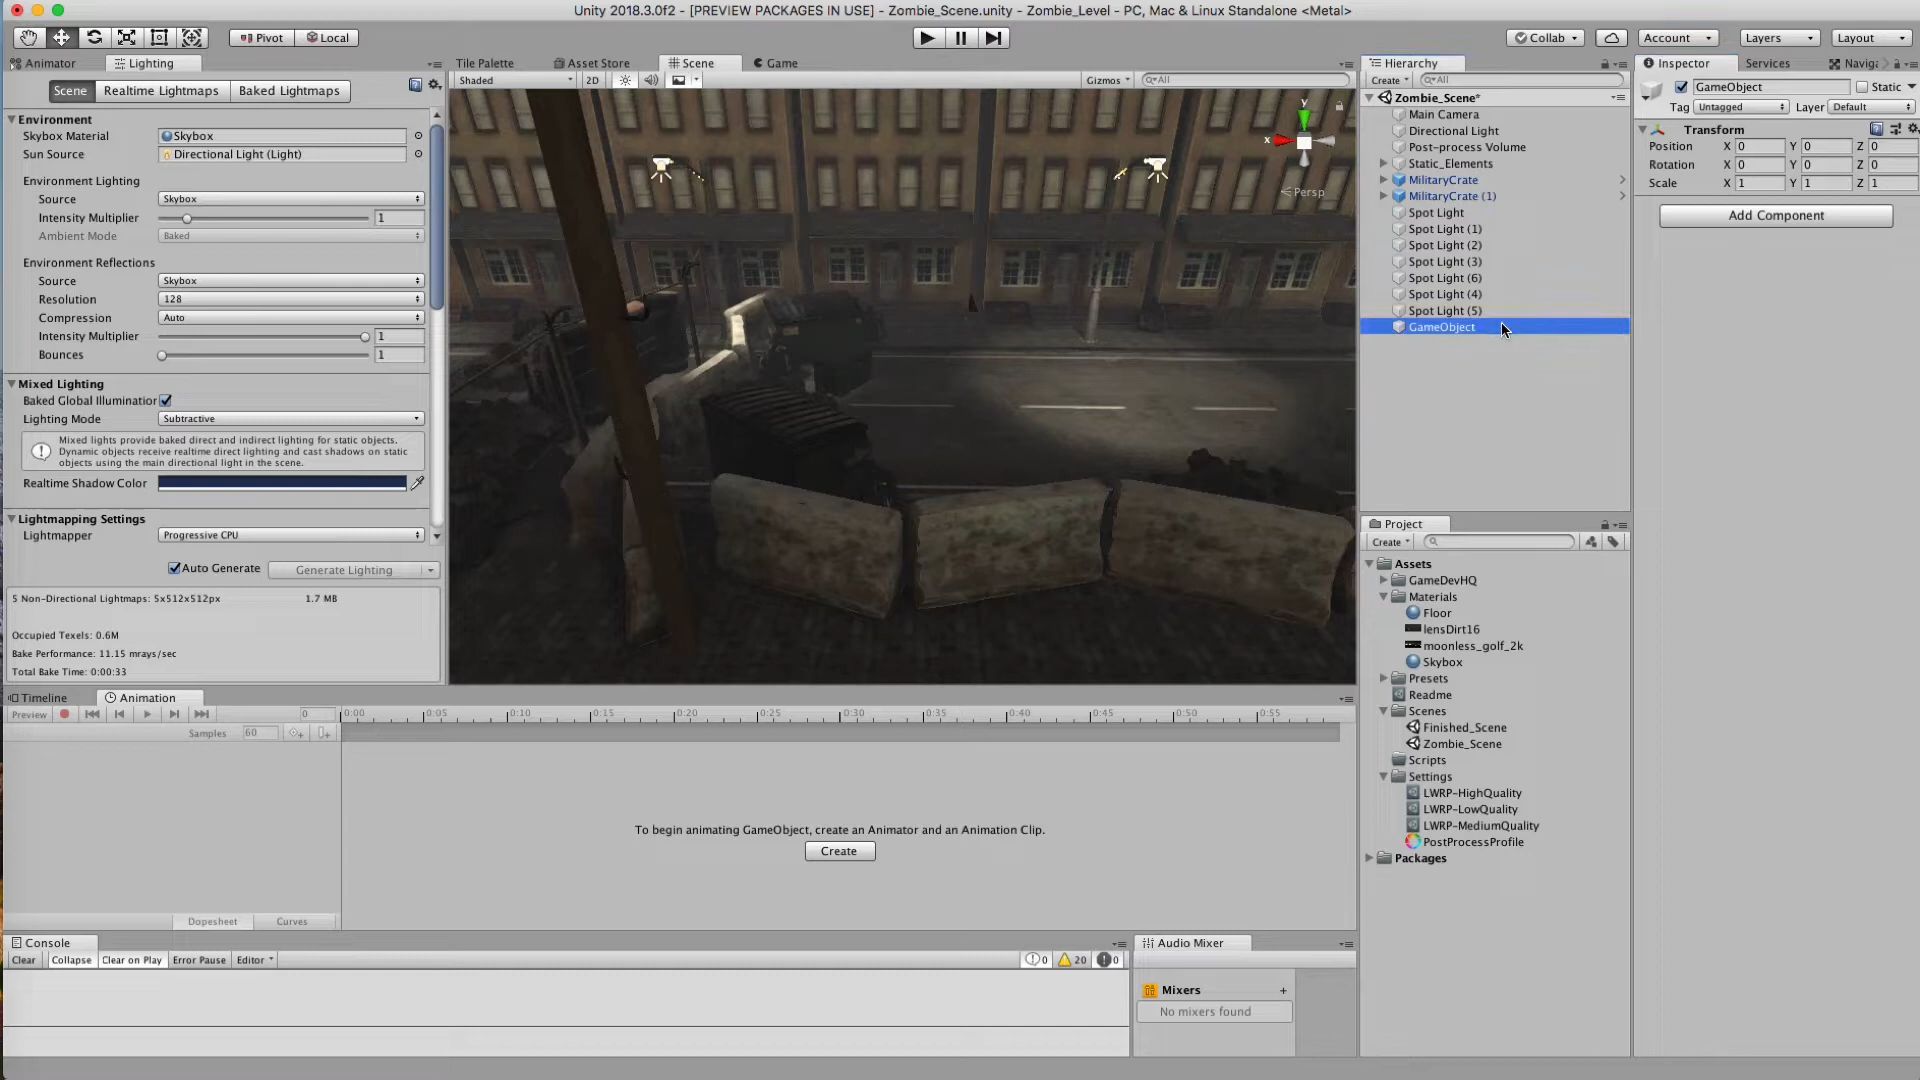 Unity 2018.3.0f2 - [PREVIEW PACKAGES IN USE] - Zombie_Scene.unity - Zombie_Level - PC, Mac & Linux Standalone <Metal>
Pivot Local Collab Account Layers Layout
Animator Lighting
Scene Realtime Lightmaps Baked Lightmaps
Environment
Skybox Material Skybox
Sun Source Directional Light (Light)
Environment Lighting
Source Skybox
Intensity Multiplier 1
Ambient Mode Baked
Environment Reflections
Source Skybox
Resolution 128
Compression Auto
Intensity Multiplier 1
Bounces 1
Mixed Lighting
Baked Global Illumination
Lighting Mode Subtractive
Mixed lights provide baked direct and indirect lighting for static objects.
Dynamic objects receive realtime direct lighting and cast shadows on static
objects using the main directional light in the scene.
Realtime Shadow Color
Lightmapping Settings
Lightmapper Progressive CPU
Auto Generate Generate Lighting
5 Non-Directional Lightmaps: 5x512x512px 1.7 MB
Occupied Texels: 0.6M
Bake Performance: 11.15 mrays/sec
Total Bake Time: 0:00:33
Tile Palette Asset Store Scene Game
Shaded 2D Gizmos All
y
x
Persp
Timeline Animation
Preview 0 0:00 0:05 0:10 0:15 0:20 0:25 0:30 0:35 0:40 0:45 0:50 0:55
Samples 60
To begin animating GameObject, create an Animator and an Animation Clip.
Create
Dopesheet Curves
Console
Clear Collapse Clear on Play Error Pause Editor 0 20 0
Audio Mixer
Mixers +
No mixers found
Hierarchy
Create All
Zombie_Scene*
Main Camera
Directional Light
Post-process Volume
Static_Elements
MilitaryCrate
MilitaryCrate (1)
Spot Light
Spot Light (1)
Spot Light (2)
Spot Light (3)
Spot Light (6)
Spot Light (4)
Spot Light (5)
GameObject
Project
Create
Assets
GameDevHQ
Materials
Floor
lensDirt16
moonless_golf_2k
Skybox
Presets
Readme
Scenes
Finished_Scene
Zombie_Scene
Scripts
Settings
LWRP-HighQuality
LWRP-LowQuality
LWRP-MediumQuality
PostProcessProfile
Packages
Inspector Services Navig
GameObject Static
Tag Untagged Layer Default
Transform
Position X 0 Y 0 Z 0
Rotation X 0 Y 0 Z 0
Scale X 1 Y 1 Z 1
Add Component